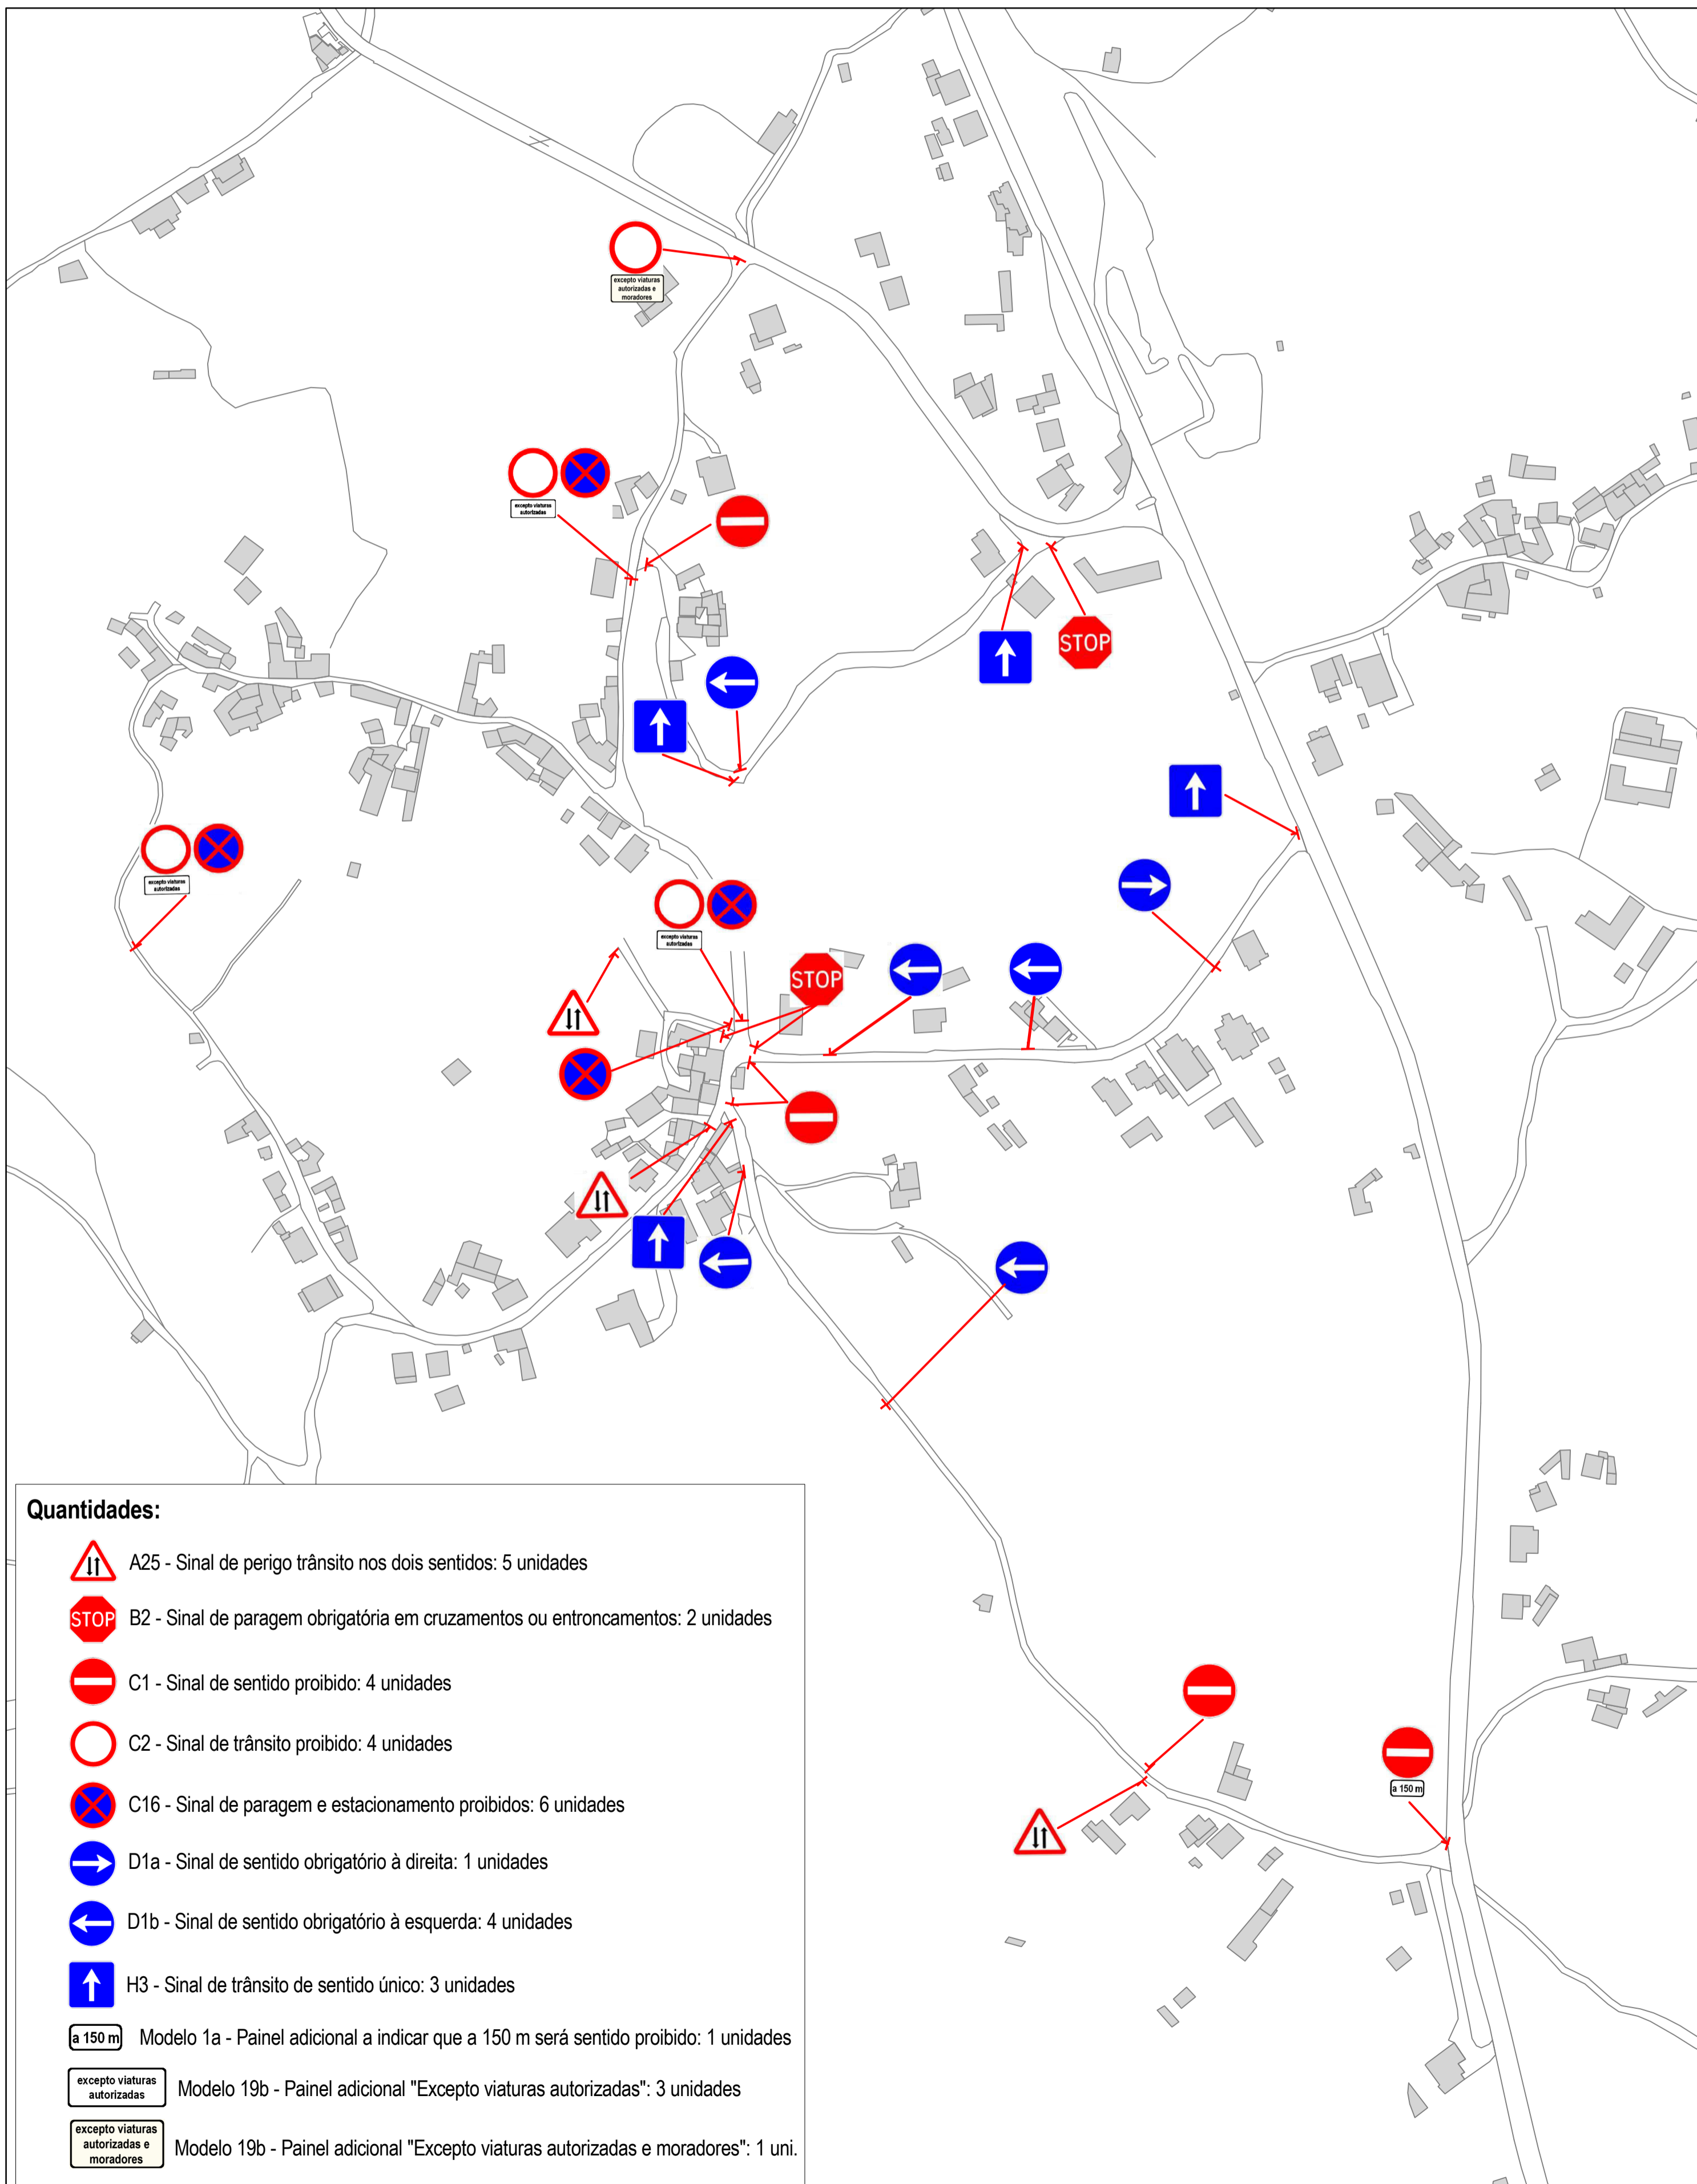 excepto viaturas
autorizadas e
moradores
excepto viaturas
autorizadas
STOP
excepto viaturas
autorizadas
excepto viaturas
autorizadas
STOP
a 150 m
Quantidades:
A25 - Sinal de perigo trânsito nos dois sentidos: 5 unidades
STOP
B2 - Sinal de paragem obrigatória em cruzamentos ou entroncamentos: 2 unidades
C1 - Sinal de sentido proibido: 4 unidades
C2 - Sinal de trânsito proibido: 4 unidades
C16 - Sinal de paragem e estacionamento proibidos: 6 unidades
D1a - Sinal de sentido obrigatório à direita: 1 unidades
D1b - Sinal de sentido obrigatório à esquerda: 4 unidades
H3 - Sinal de trânsito de sentido único: 3 unidades
a 150 m
Modelo 1a - Painel adicional a indicar que a 150 m será sentido proibido: 1 unidades
excepto viaturas
autorizadas
Modelo 19b - Painel adicional "Excepto viaturas autorizadas": 3 unidades
excepto viaturas
autorizadas e
moradores
Modelo 19b - Painel adicional "Excepto viaturas autorizadas e moradores": 1 uni.